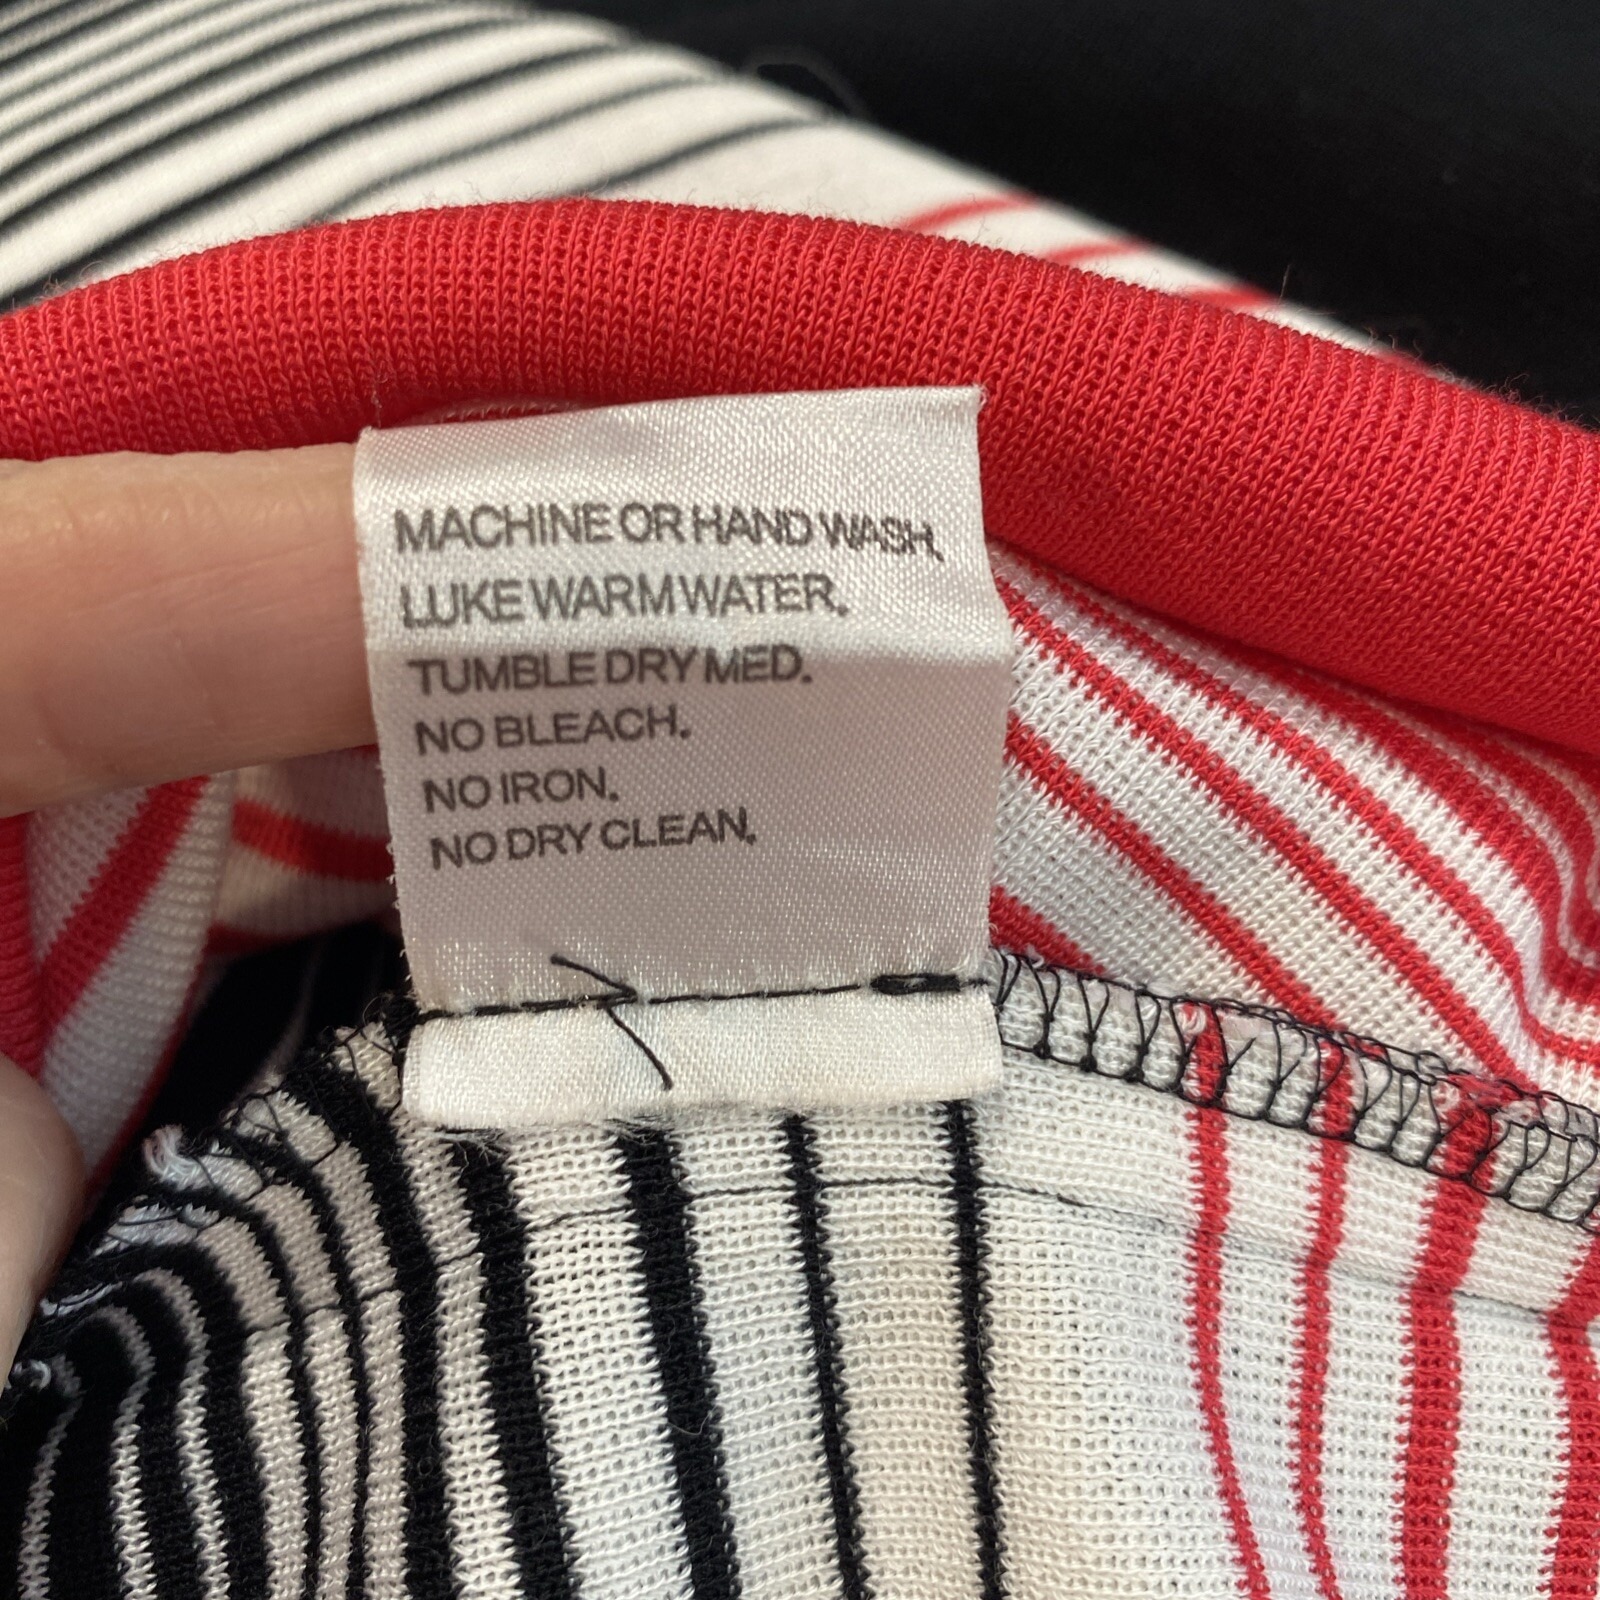 MACHINE OR HAND WASH,
LUKE WARM WATER.
TUMBLE DRY MED.
NO BLEACH.
NO IRON.
NO DRY CLEAN.